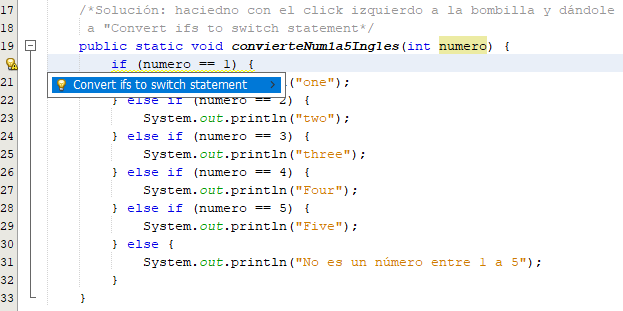 17 /*Solución: haciedno con el click izquierdo a la bombilla y dándole
18 a "Convert ifs to switch statement*/
19 public static void convierteNum1a5Ingles(int numero) {
if (numero == 1) {
Convert ifs to switch statement
21 ("one");
22 } else if (numero == 2) {
23 System.out.println("two");
24 } else if (numero == 3) {
25 System.out.println("three");
26 } else if (numero == 4) {
27 System.out.println("Four");
28 } else if (numero == 5) {
29 System.out.println("Five");
30 } else {
31 System.out.println("No es un número entre 1 a 5");
32 }
33 }